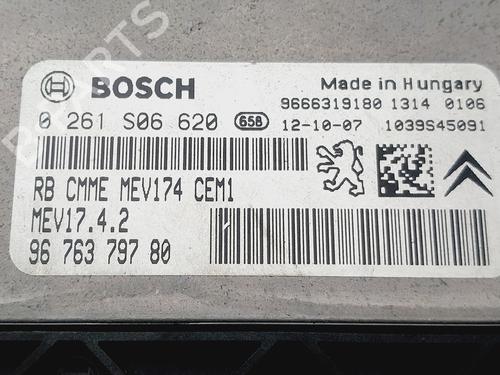 BOSCH
Made in Hungary
9666319180 1314 0106
0 261 S06 620 658 12-10-07 1039S45091
RB CMME MEV174 CEM1
MEV17.4.2
96 763 797 80